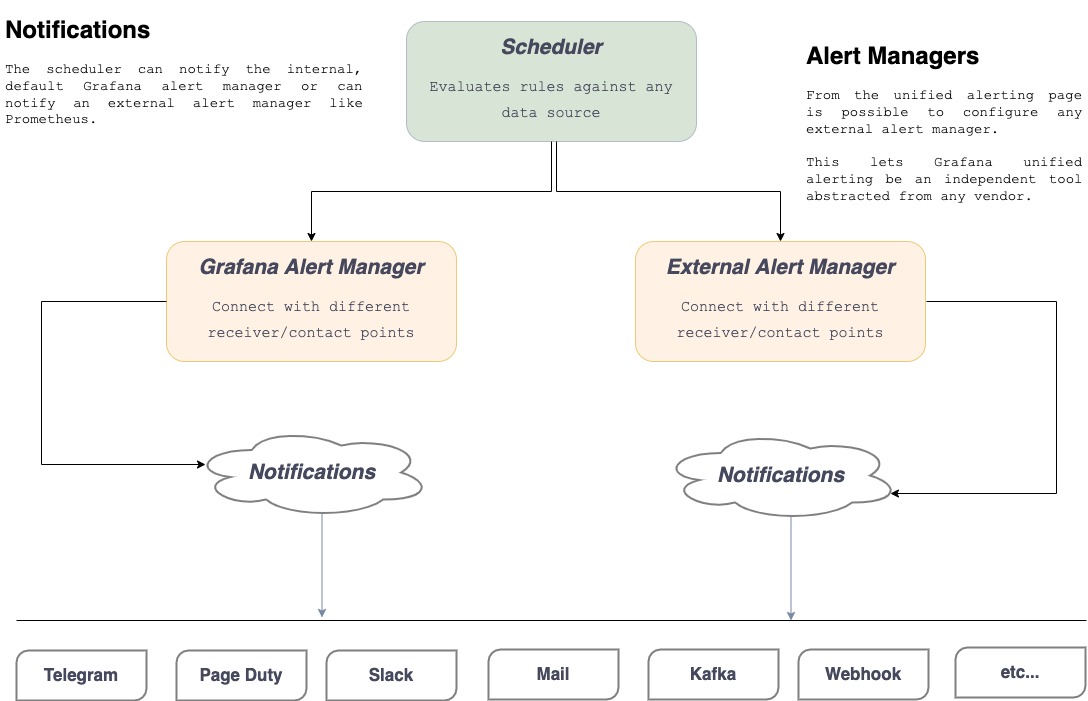 Notifications
The scheduler can notify the internal,
default Grafana alert manager or can
notify an external alert manager like
Prometheus.
Scheduler
Evaluates rules against any
data source
Alert Managers
From the unified alerting page
is possible to configure any
external alert manager.
This lets Grafana unified
alerting be an independent tool
abstracted from any vendor.
Grafana Alert Manager
Connect with different
receiver/contact points
External Alert Manager
Connect with different
receiver/contact points
Notifications
Notifications
Telegram
Page Duty
Slack
Mail
Kafka
Webhook
etc...